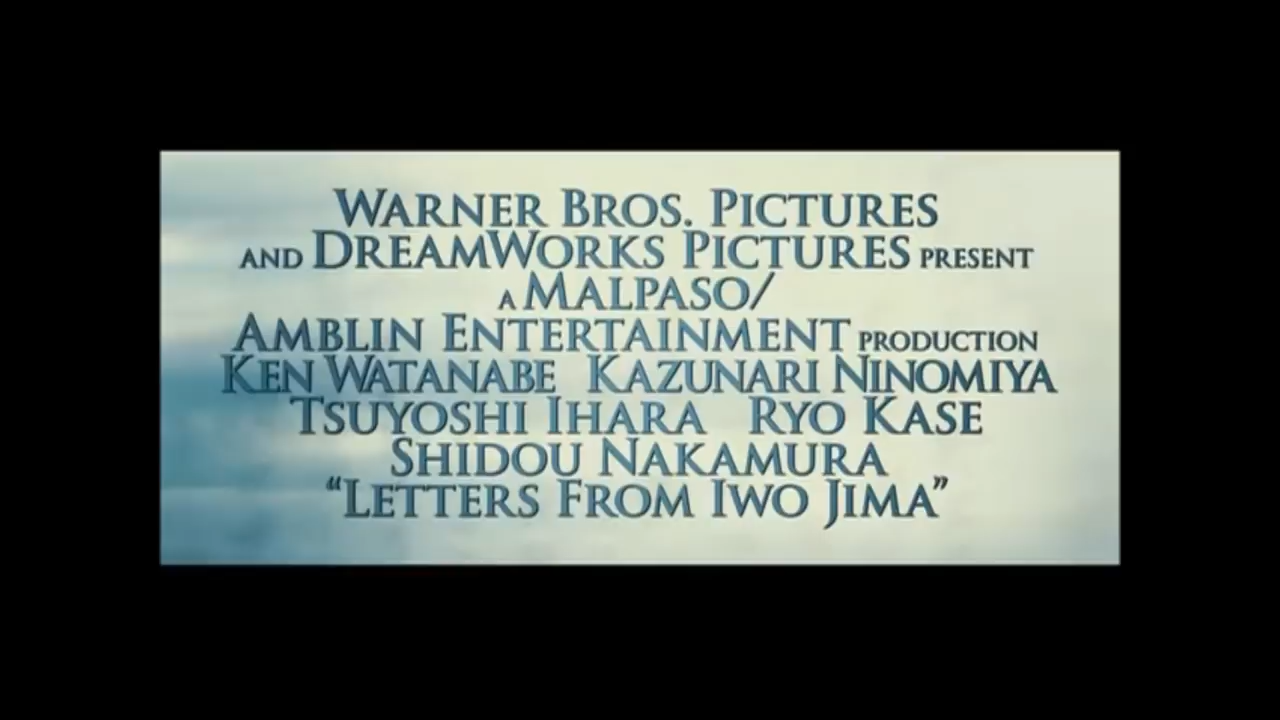 WARNER BROS. PICTURES
AND DREAMWORKS PICTURES PRESENT
A MALPASO/
AMBLIN ENTERTAINMENT PRODUCTION
KEN WATANABE KAZUNARI NINOMIYA
TSUYOSHI IHARA RYO KASE
SHIDOU NAKAMURA
“LETTERS FROM IWO JIMA”